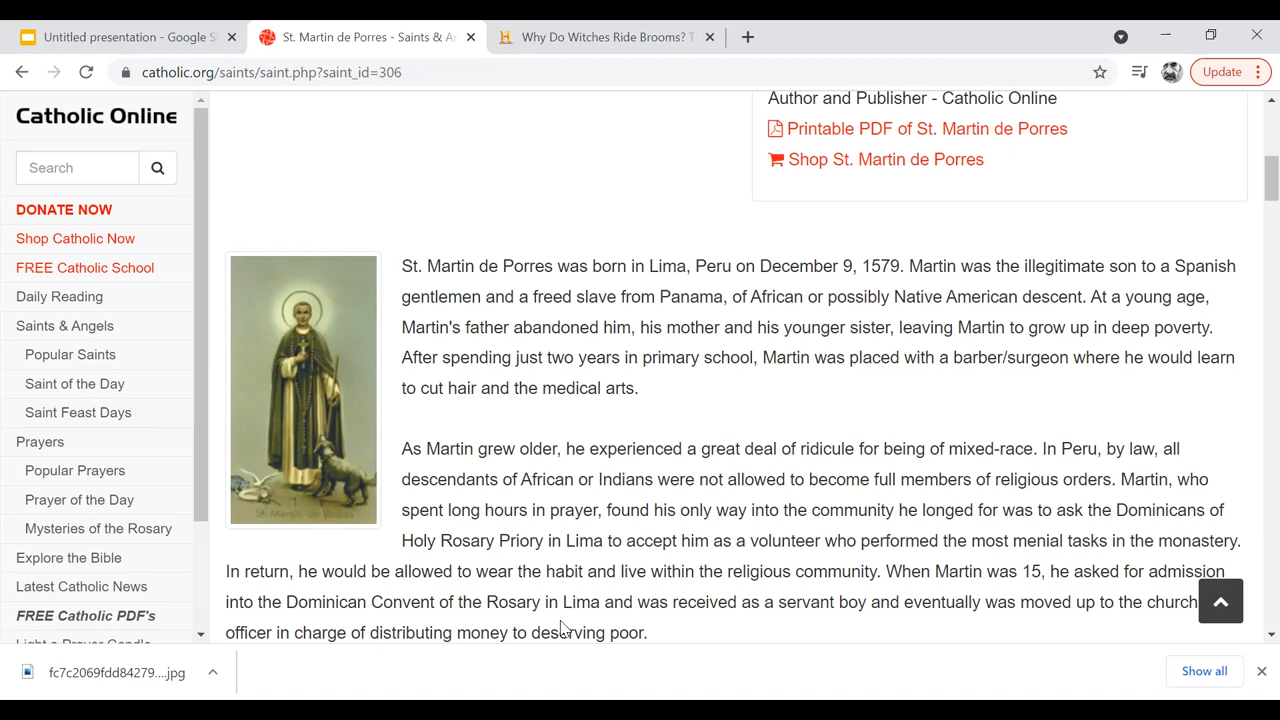 Untitled presentation - Google Sl
St. Martin de Porres - Saints & An
Why Do Witches Ride Brooms? T
catholic.org/saints/saint.php?saint_id=306
Update
Catholic Online
Search
DONATE NOW
Shop Catholic Now
FREE Catholic School
Daily Reading
Saints & Angels
Popular Saints
Saint of the Day
Saint Feast Days
Prayers
Popular Prayers
Prayer of the Day
Mysteries of the Rosary
Explore the Bible
Latest Catholic News
FREE Catholic PDF's
Light a Prayer Candle
Author and Publisher - Catholic Online
Printable PDF of St. Martin de Porres
Shop St. Martin de Porres
St. Martin de Porres was born in Lima, Peru on December 9, 1579. Martin was the illegitimate son to a Spanish
gentlemen and a freed slave from Panama, of African or possibly Native American descent. At a young age,
Martin's father abandoned him, his mother and his younger sister, leaving Martin to grow up in deep poverty.
After spending just two years in primary school, Martin was placed with a barber/surgeon where he would learn
to cut hair and the medical arts.
As Martin grew older, he experienced a great deal of ridicule for being of mixed-race. In Peru, by law, all
descendants of African or Indians were not allowed to become full members of religious orders. Martin, who
spent long hours in prayer, found his only way into the community he longed for was to ask the Dominicans of
Holy Rosary Priory in Lima to accept him as a volunteer who performed the most menial tasks in the monastery.
In return, he would be allowed to wear the habit and live within the religious community. When Martin was 15, he asked for admission
into the Dominican Convent of the Rosary in Lima and was received as a servant boy and eventually was moved up to the church
officer in charge of distributing money to deserving poor.
fc7c2069fdd84279....jpg
Show all